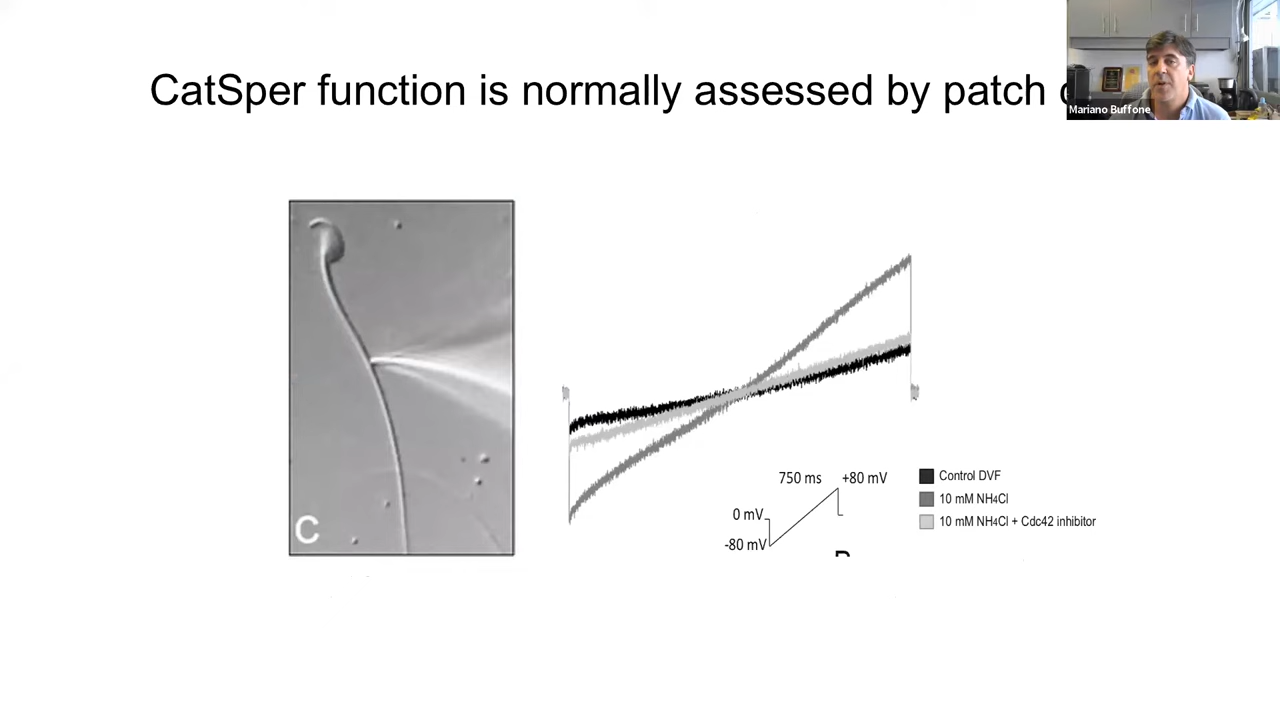 CatSper function is normally assessed by patch
Mariano Buffone
C
750 ms
+80 mV
0 mV
-80 mV
Control DVF
10 mM NH4Cl
10 mM NH4Cl + Cdc42 inhibitor